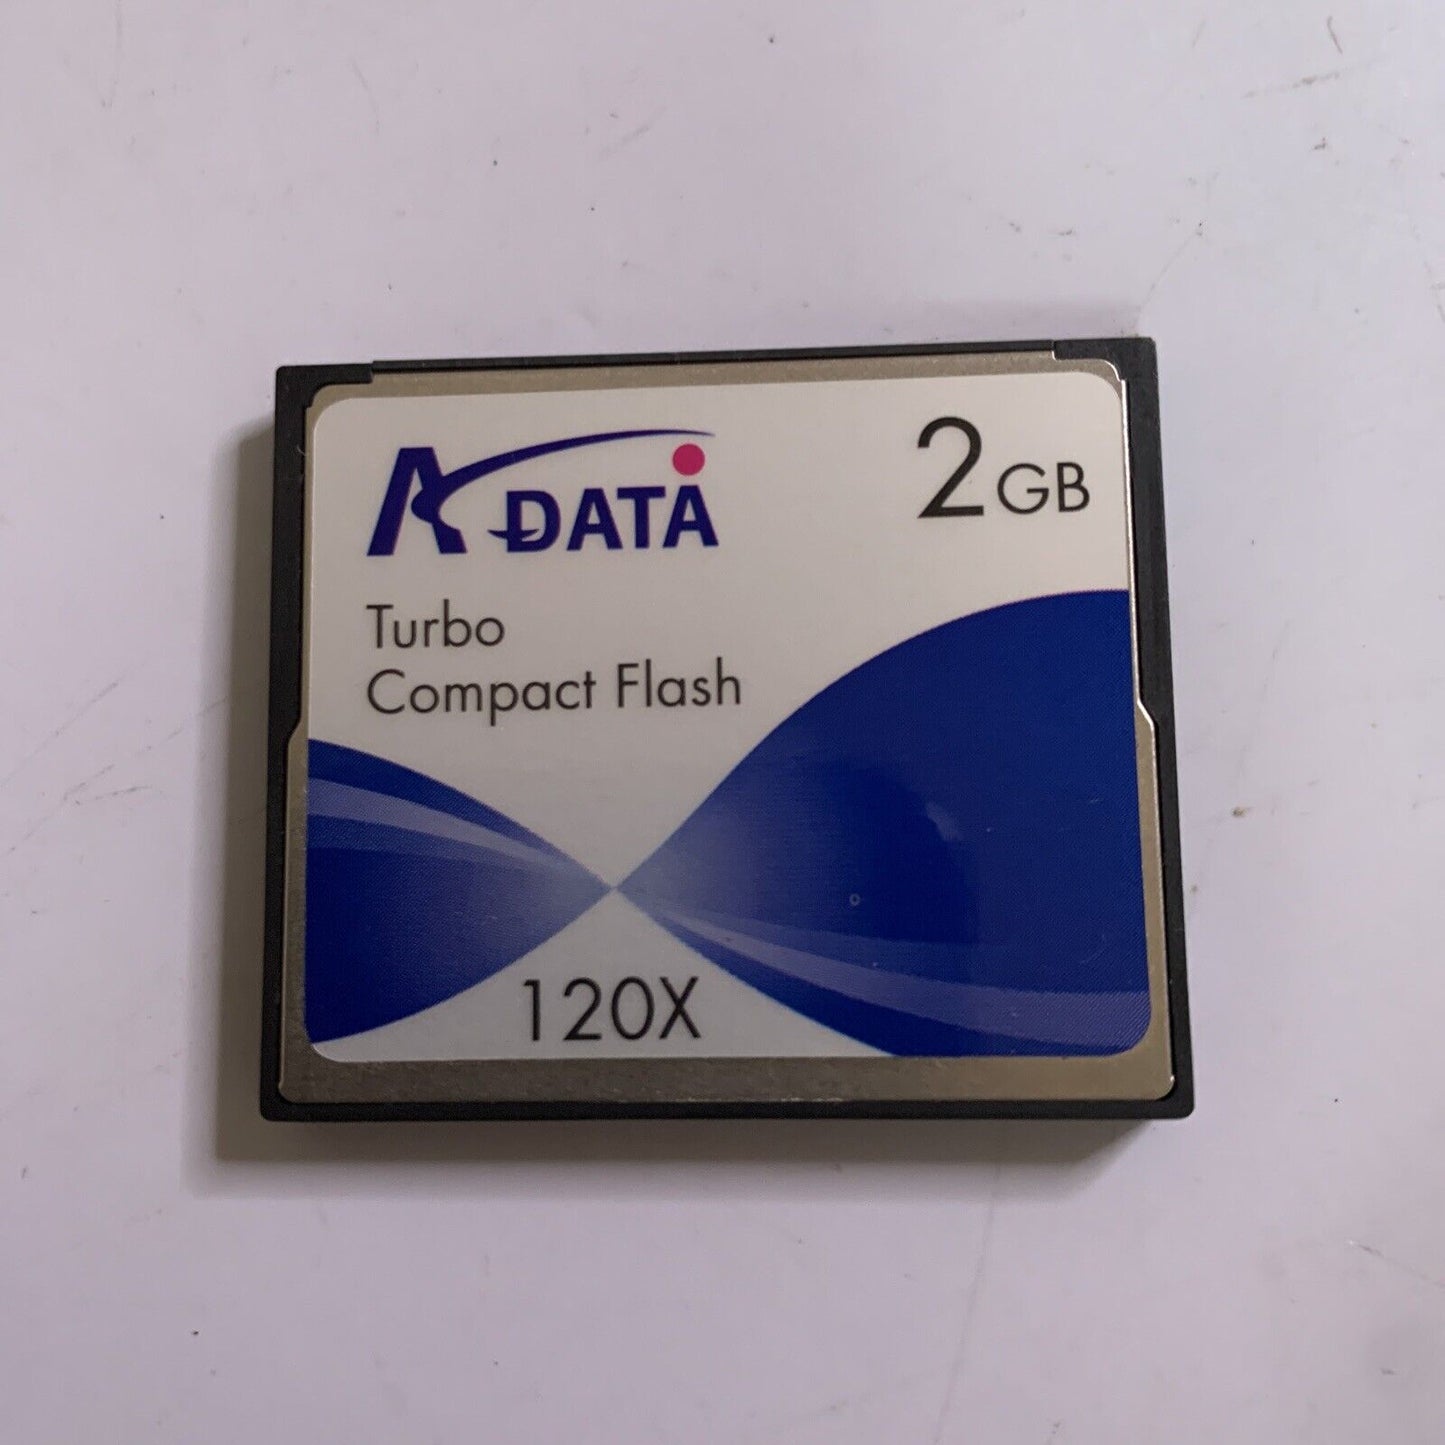 ADATA
2GB
Turbo
Compact Flash
120X